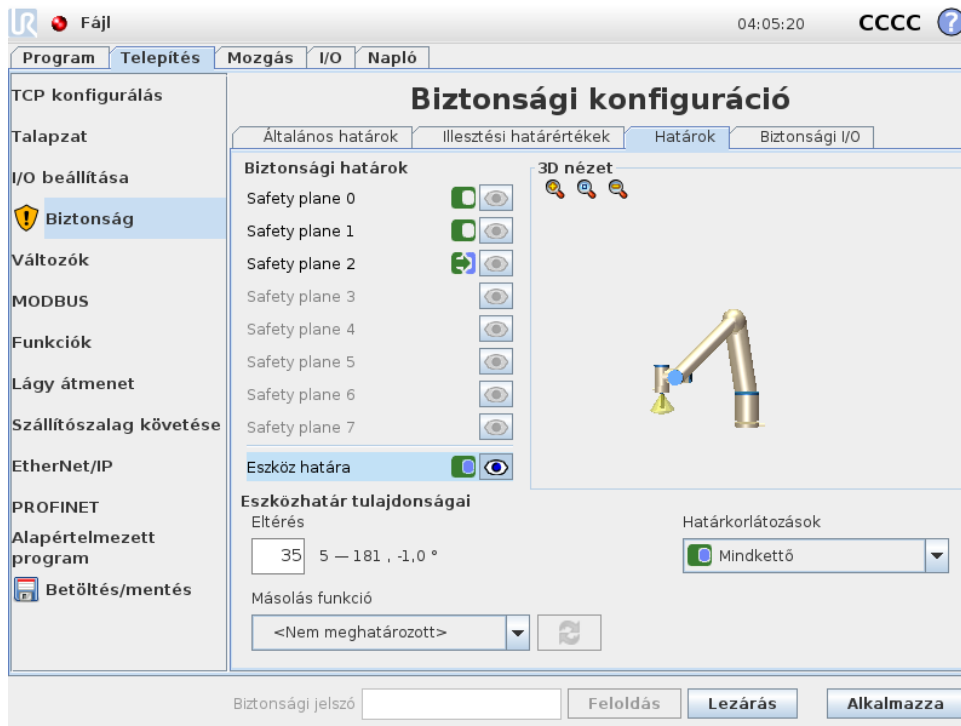 UR Fájl 04:05:20 CCCC ?
Program Telepítés Mozgás I/O Napló
TCP konfigurálás
Talapzat
I/O beállítása
Biztonság
Változók
MODBUS
Funkciók
Lágy átmenet
Szállítószalag követése
EtherNet/IP
PROFINET
Alapértelmezett
program
Betöltés/mentés
Biztonsági konfiguráció
Általános határok Illesztési határértékek Határok Biztonsági I/O
Biztonsági határok
Safety plane 0
Safety plane 1
Safety plane 2
Safety plane 3
Safety plane 4
Safety plane 5
Safety plane 6
Safety plane 7
Eszköz határa
3D nézet
Eszközhatár tulajdonságai
Eltérés
35 5 — 181 , -1,0 °
Határkorlátozások
Mindkettő
Másolás funkció
<Nem meghatározott>
Biztonsági jelszó Feloldás Lezárás Alkalmazza